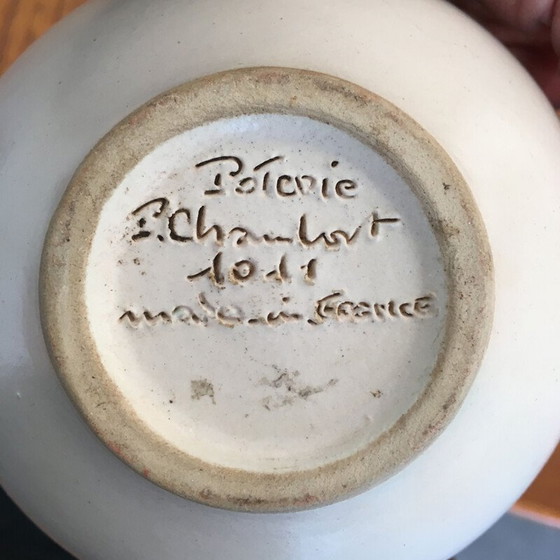 Poterie
P. Chambost
1011
made in FRANCE